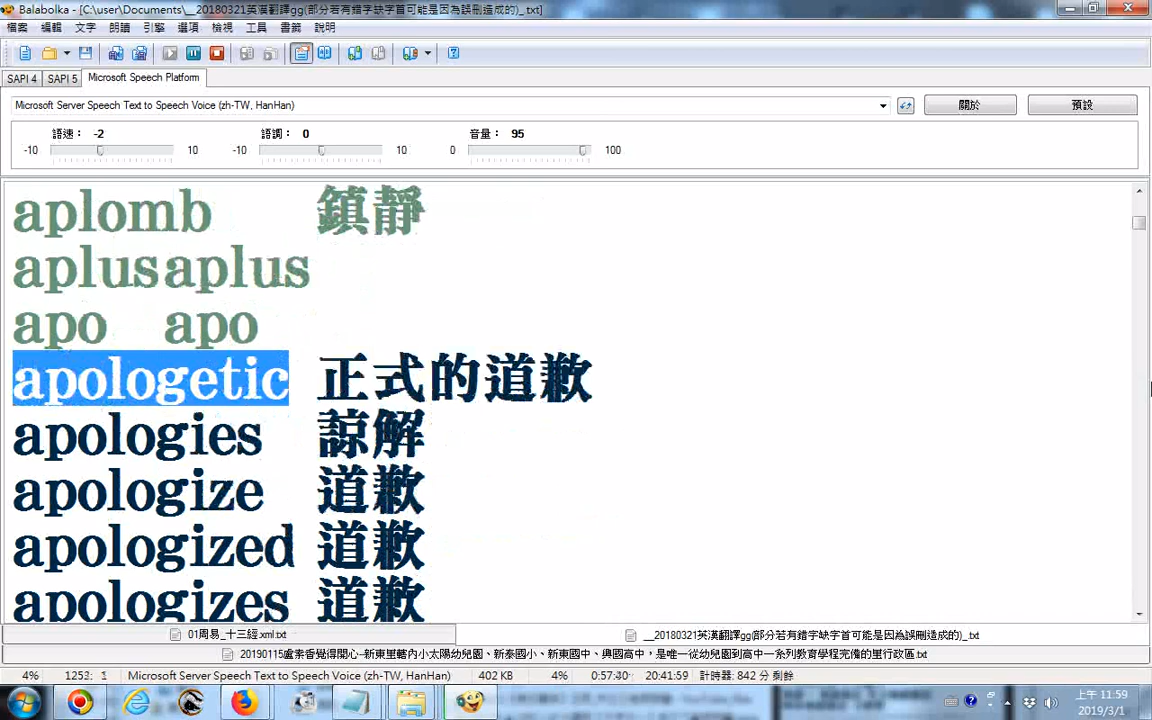 Balabolka - [C:\user\Documents\__20180321英漢翻譯gg(部分若有錯字缺字首可能是因為誤刪造成的)_.txt]
檔案 編輯 文字 朗讀 引擎 選項 檢視 工具 書籤 說明
SAPI 4 SAPI 5 Microsoft Speech Platform
Microsoft Server Speech Text to Speech Voice (zh-TW, HanHan) 關於 預設
語速： -2 語調： 0 音量： 95
-10 10 -10 10 0 100
aplomb 鎮靜
aplus aplus
apo apo
apologetic 正式的道歉
apologies 諒解
apologize 道歉
apologized 道歉
apologizes 道歉
01周易_十三經.xml.txt __20180321英漢翻譯gg(部分若有錯字缺字首可能是因為誤刪造成的)_.txt
20190115盧素香覺得開心-新東里轄內小太陽幼兒園、新泰國小、新東國中、興國高中，是唯一從幼兒園到高中一系列教育學程完備的里行政區.txt
4% 1252: 1 Microsoft Server Speech Text to Speech Voice (zh-TW, HanHan) 402 KB 4% 0:57:40 20:41:59 計時器: 842 分 剩餘
上午 11:59
2019/3/1